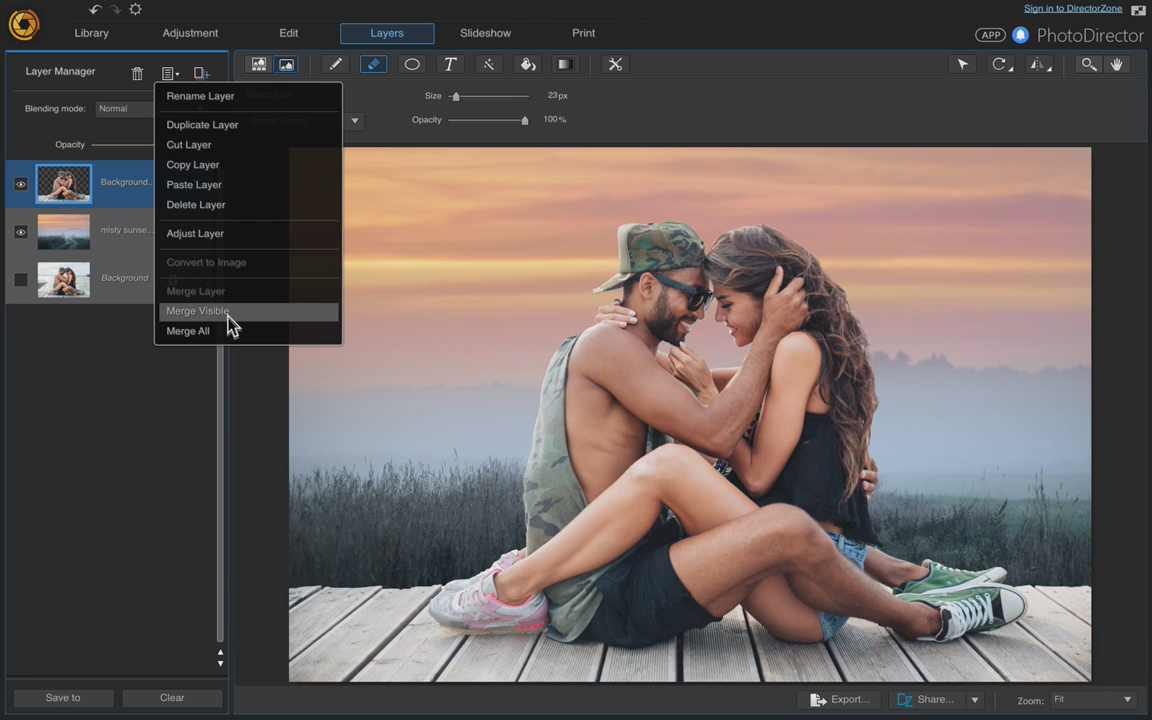 Sign in to DirectorZone
Library
Adjustment
Edit
Layers
Slideshow
Print
APP
PhotoDirector
Layer Manager
T
Blending mode:
Normal
Opacity
Background...
misty sunse...
Background
Rename Layer
Duplicate Layer
Cut Layer
Copy Layer
Paste Layer
Delete Layer
Adjust Layer
Convert to Image
Merge Layer
Merge Visible
Merge All
Size
23px
Opacity
100%
Save to
Clear
Export...
DZ
Share...
Zoom:
Fit